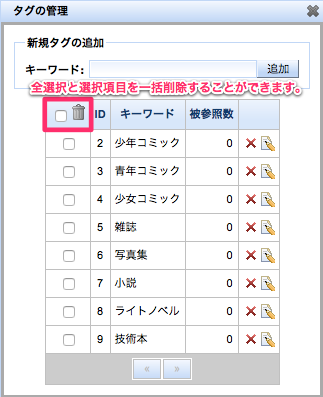 タグの管理
新規タグの追加
キーワード: 追加
全選択と選択項目を一括削除することができます。
ID キーワード 被参照数
2 少年コミック 0
3 青年コミック 0
4 少女コミック 0
5 雑誌 0
6 写真集 0
7 小説 0
8 ライトノベル 0
9 技術本 0
« »